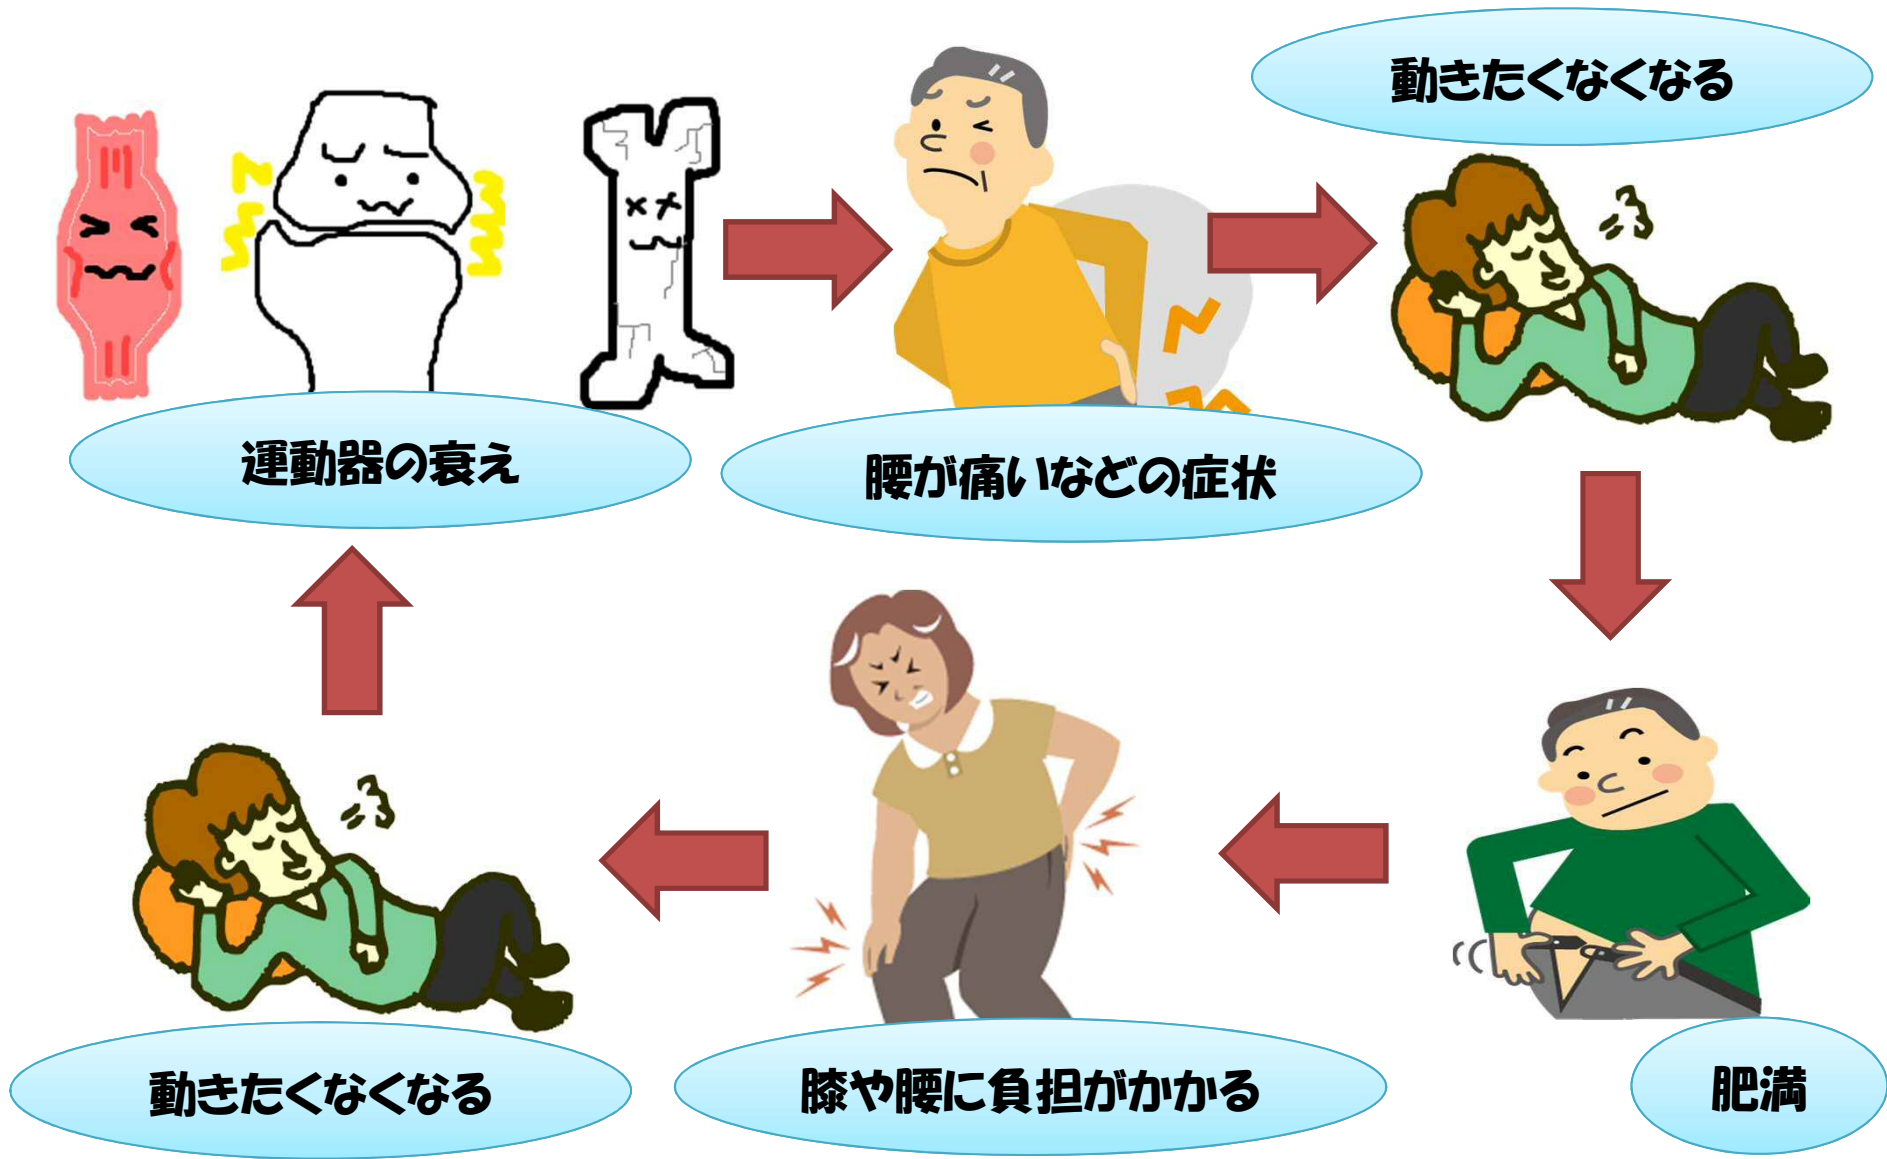 動きたくなくなる
運動器の衰え
腰が痛いなどの症状
動きたくなくなる
膝や腰に負担がかかる
肥満